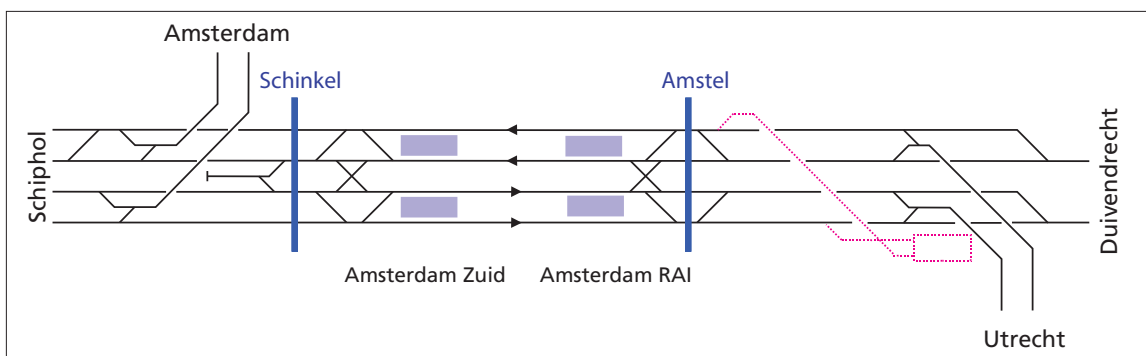 Amsterdam
Schinkel
Amstel
Schiphol
Duivendrecht
Amsterdam Zuid
Amsterdam RAI
Utrecht